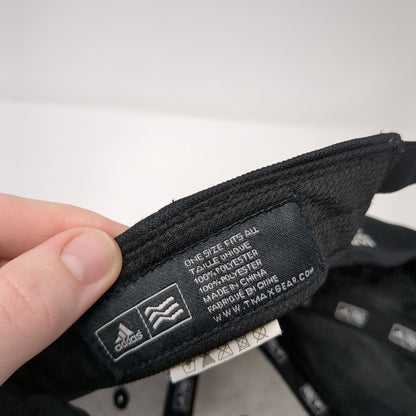 ONE SIZE FITS ALL
TAILLE UNIQUE
100% POLYESTER
100% POLYESTER
MADE IN CHINA
FABRIQUE EN CHINE
WWW.TMAXGEAR.COM
adidas